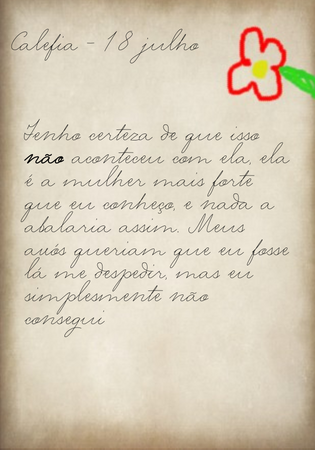 Calefia - 18 julho
Tenho certeza de que isso
não aconteceu com ela, ela
é a mulher mais forte
que eu conheço, e nada a
abalaria assim. Meus
avós queriam que eu fosse
lá me despedir, mas eu
simplesmente não
consegui